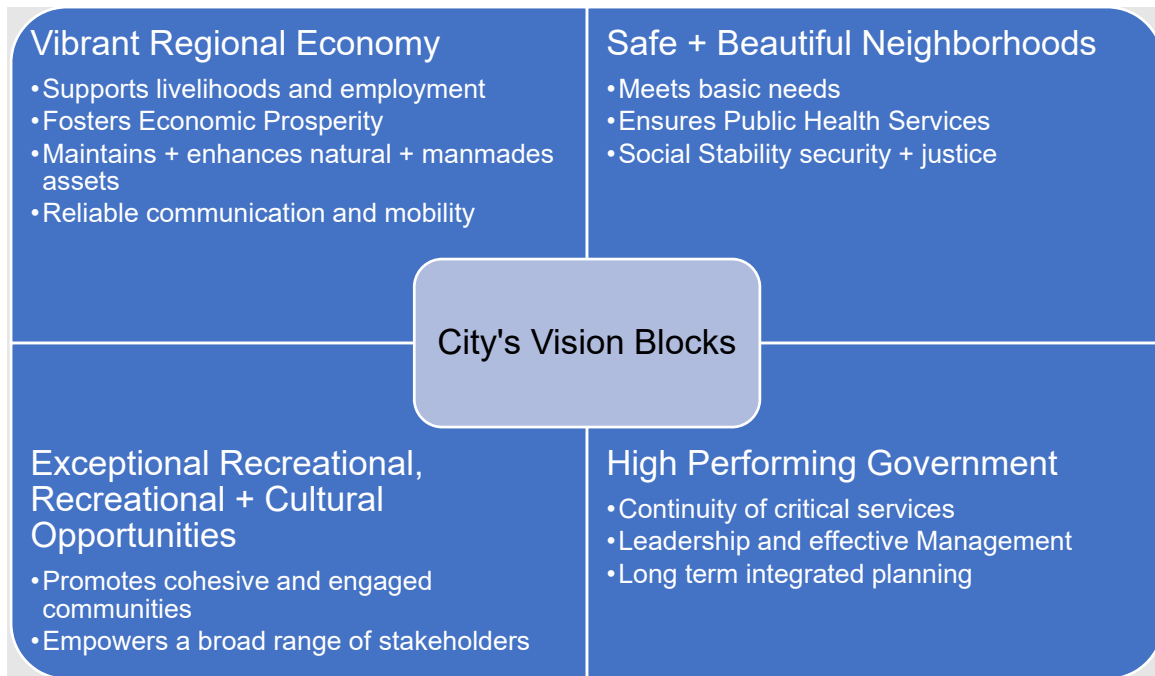 Vibrant Regional Economy
•Supports livelihoods and employment
•Fosters Economic Prosperity
•Maintains + enhances natural + manmades
assets
•Reliable communication and mobility
Safe + Beautiful Neighborhoods
•Meets basic needs
•Ensures Public Health Services
•Social Stability security + justice
City's Vision Blocks
Exceptional Recreational,
Recreational + Cultural
Opportunities
•Promotes cohesive and engaged
communities
•Empowers a broad range of stakeholders
High Performing Government
•Continuity of critical services
•Leadership and effective Management
•Long term integrated planning